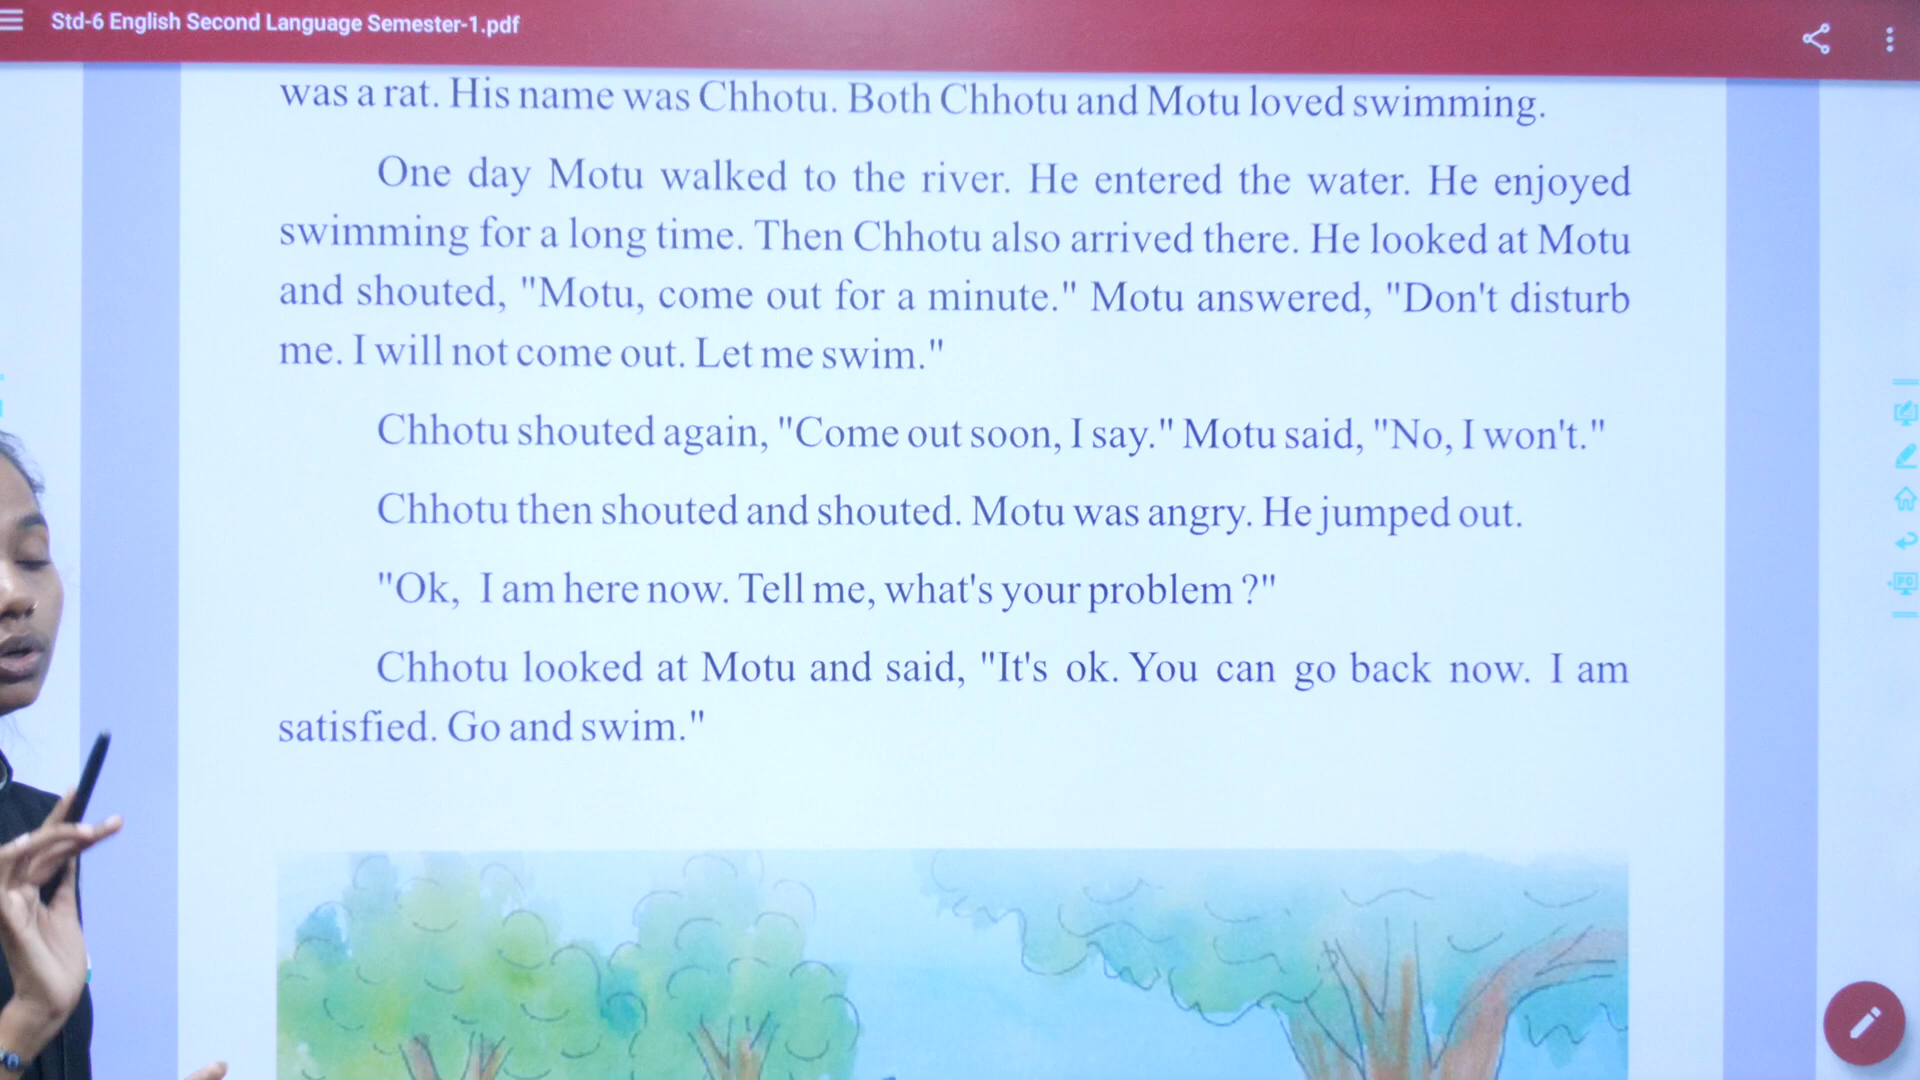 Std-6 English Second Language Semester-1.pdf
was a rat. His name was Chhotu. Both Chhotu and Motu loved swimming.
One day Motu walked to the river. He entered the water. He enjoyed
swimming for a long time. Then Chhotu also arrived there. He looked at Motu
and shouted, "Motu, come out for a minute." Motu answered, "Don't disturb
me. I will not come out. Let me swim."
Chhotu shouted again, "Come out soon, I say." Motu said, "No, I won't."
Chhotu then shouted and shouted. Motu was angry. He jumped out.
"Ok, I am here now. Tell me, what's your problem ?"
Chhotu looked at Motu and said, "It's ok. You can go back now. I am
satisfied. Go and swim."